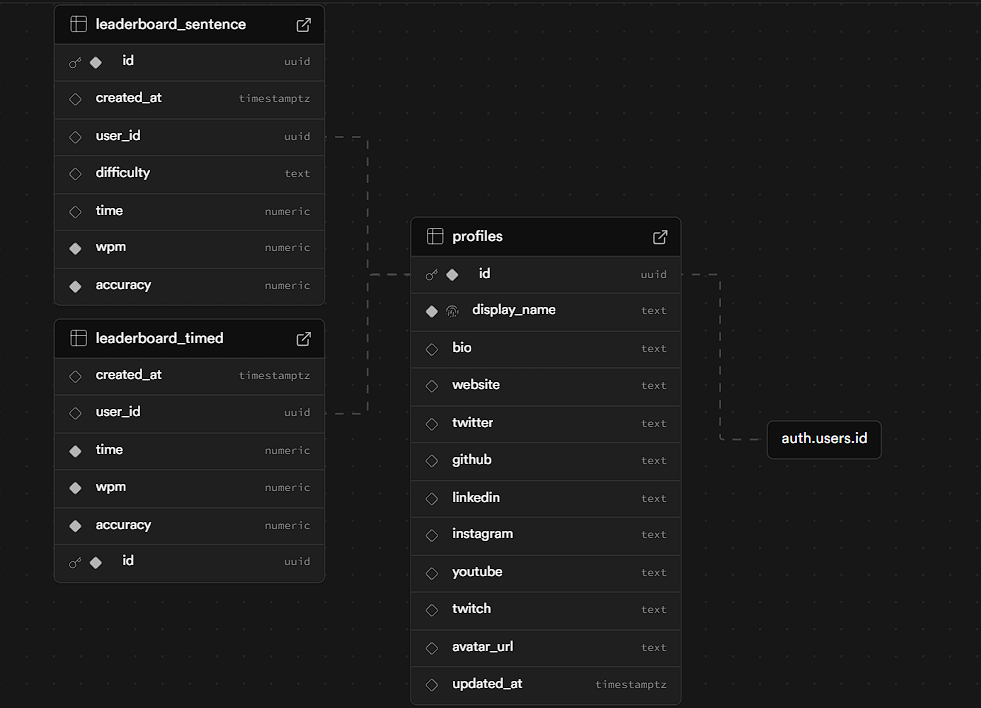 leaderboard_sentence
id uuid
created_at timestamptz
user_id uuid
difficulty text
time numeric
wpm numeric
accuracy numeric
leaderboard_timed
created_at timestamptz
user_id uuid
time numeric
wpm numeric
accuracy numeric
id uuid
profiles
id uuid
display_name text
bio text
website text
twitter text
github text
linkedin text
instagram text
youtube text
twitch text
avatar_url text
updated_at timestamptz
auth.users.id